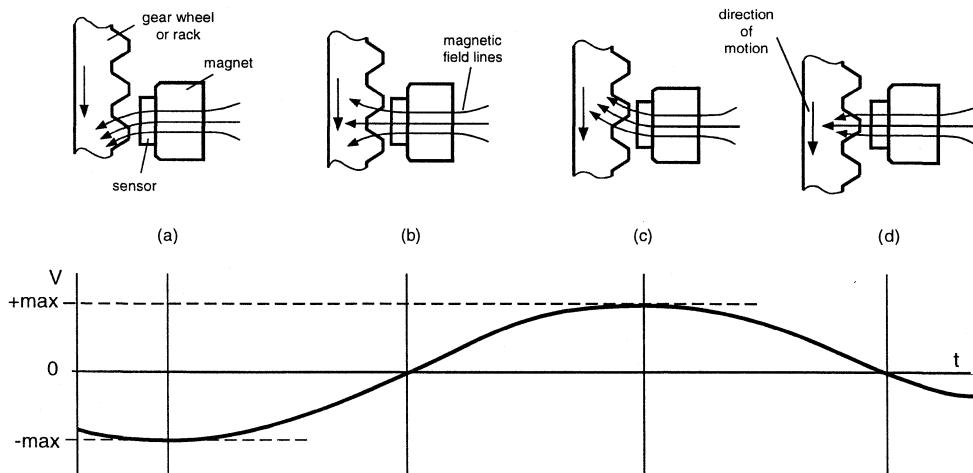 gear wheel
or rack
magnet
sensor
magnetic
field lines
direction
of
motion
(a)
(b)
(c)
(d)
V
+max
0
-max
t